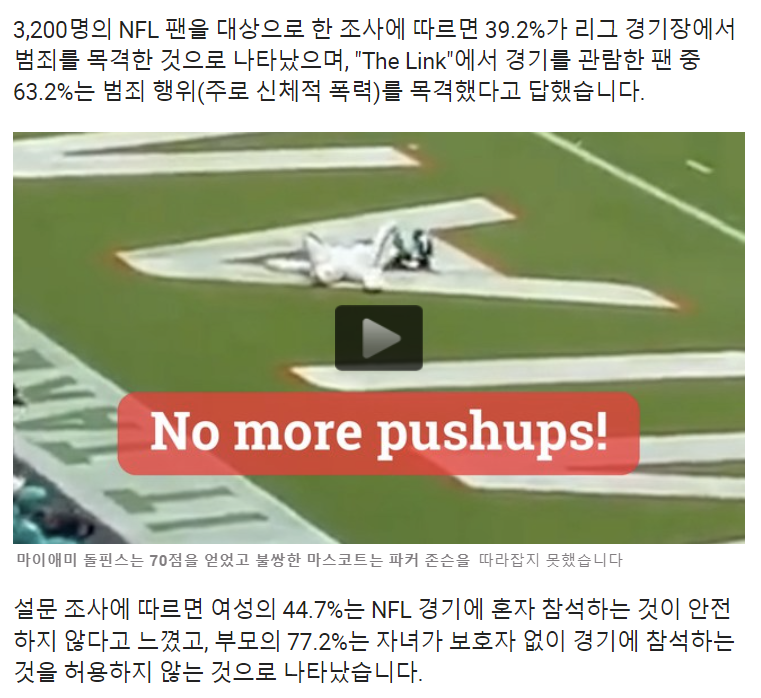 3,200명의 NFL 팬을 대상으로 한 조사에 따르면 39.2%가 리그 경기장에서
범죄를 목격한 것으로 나타났으며, "The Link"에서 경기를 관람한 팬 중
63.2%는 범죄 행위(주로 신체적 폭력)를 목격했다고 답했습니다.
No more pushups!
마이애미 돌핀스는 70점을 얻었고 불쌍한 마스코트는 파커 존슨을 따라잡지 못했습니다
설문 조사에 따르면 여성의 44.7%는 NFL 경기에 혼자 참석하는 것이 안전
하지 않다고 느꼈고, 부모의 77.2%는 자녀가 보호자 없이 경기에 참석하는
것을 허용하지 않는 것으로 나타났습니다.